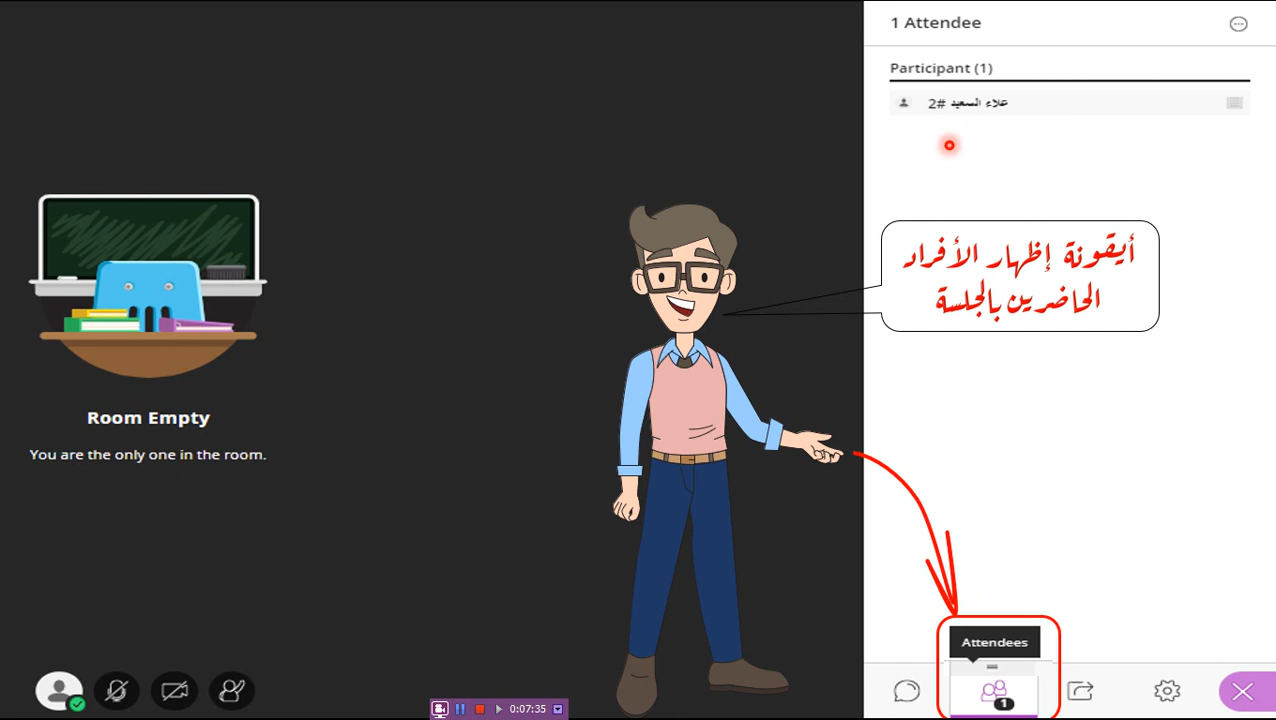 1 Attendee
Participant (1)
علاء السعيد #2
أيقونة إظهار الأفراد
الحاضرين بالجلسة
Room Empty
You are the only one in the room.
Attendees
1
0:07:35